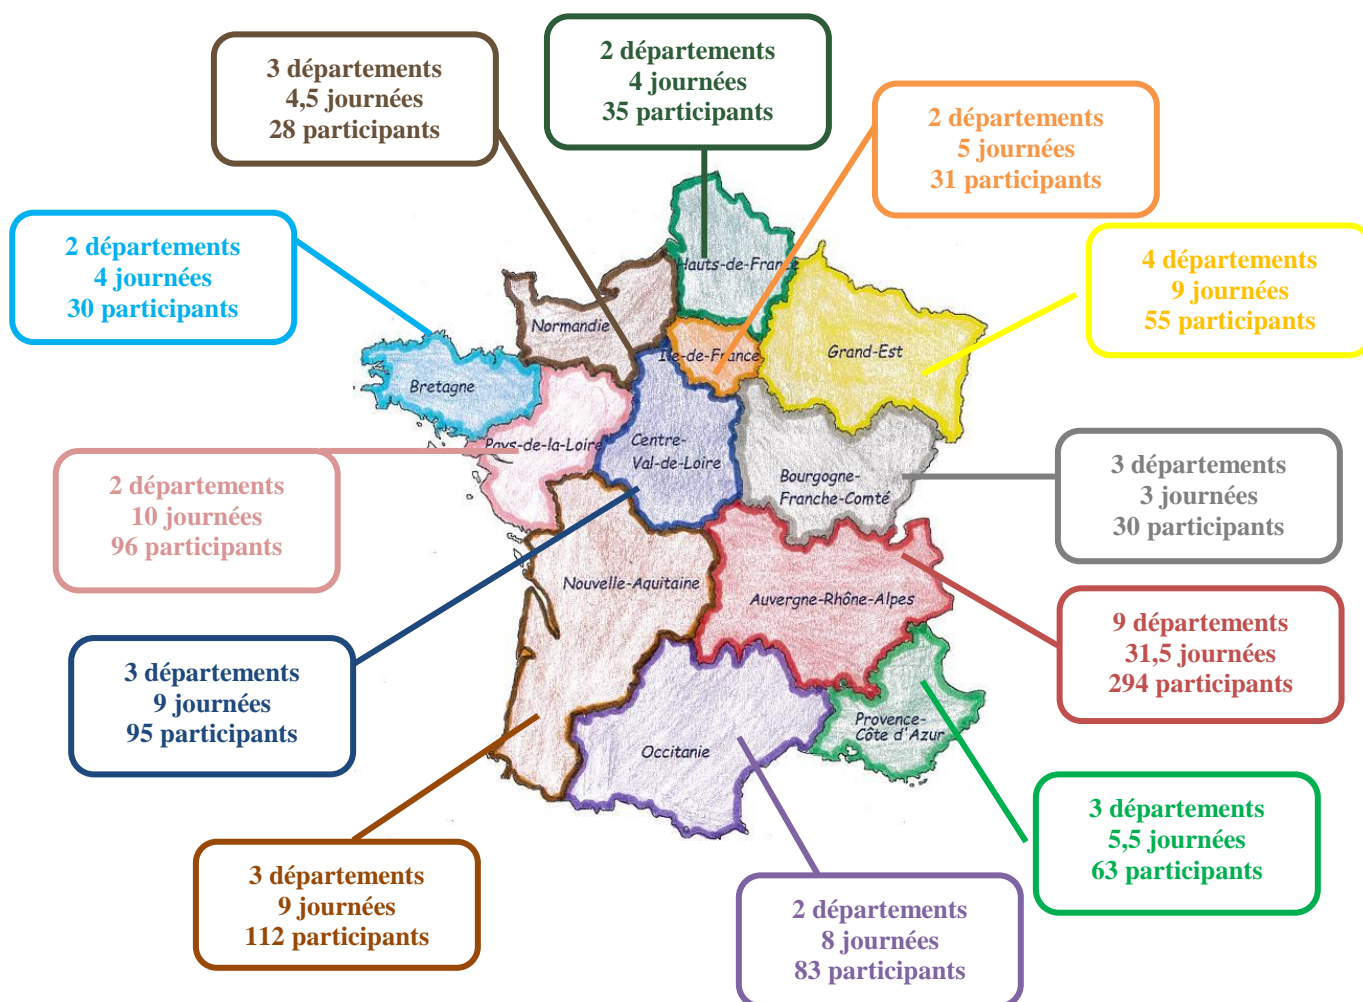 2 départements
4 journées
35 participants
3 départements
4,5 journées
28 participants
2 départements
5 journées
31 participants
2 départements
4 journées
30 participants
4 départements
9 journées
55 participants
Hauts-de-France
Normandie
Ile-de-France
Grand-Est
Bretagne
Pays-de-la-Loire
Centre-
Val-de-Loire
Bourgogne-
Franche-Comté
2 départements
10 journées
96 participants
3 départements
3 journées
30 participants
Nouvelle-Aquitaine
Auvergne-Rhône-Alpes
9 départements
31,5 journées
294 participants
3 départements
9 journées
95 participants
Provence-
Côte d'Azur
Occitanie
3 départements
5,5 journées
63 participants
3 départements
9 journées
112 participants
2 départements
8 journées
83 participants